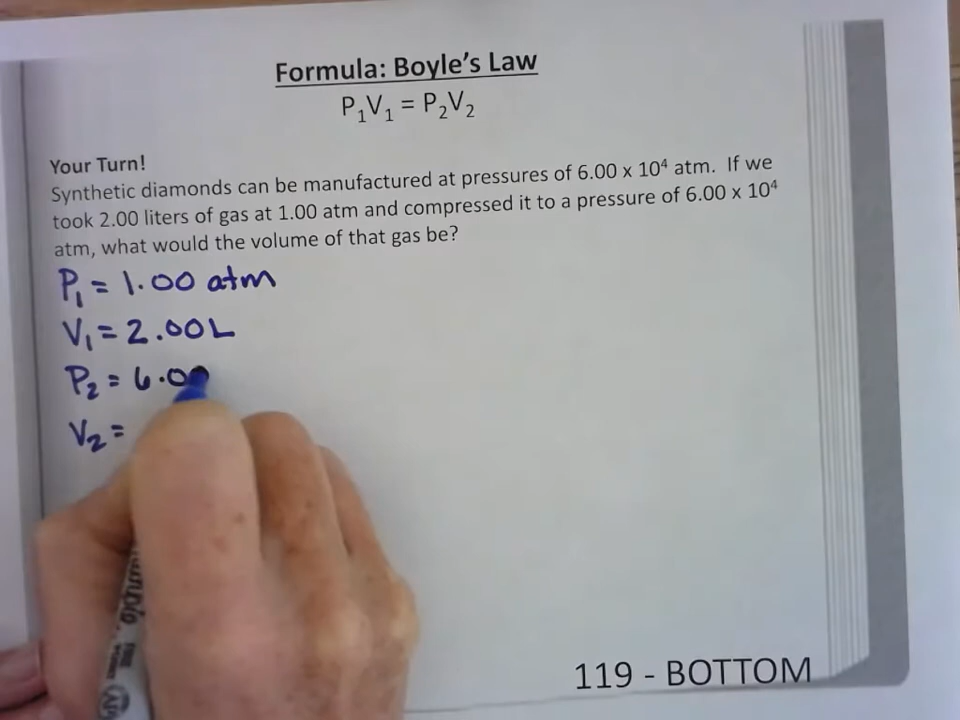 Formula: Boyle's Law
P₁V₁ = P₂V₂
Your Turn!
Synthetic diamonds can be manufactured at pressures of 6.00 x 10⁴ atm. If we
took 2.00 liters of gas at 1.00 atm and compressed it to a pressure of 6.00 x 10⁴
atm, what would the volume of that gas be?
P₁ = 1.00 atm
V₁ = 2.00L
P₂ = 6.00
V₂ =
119 - BOTTOM